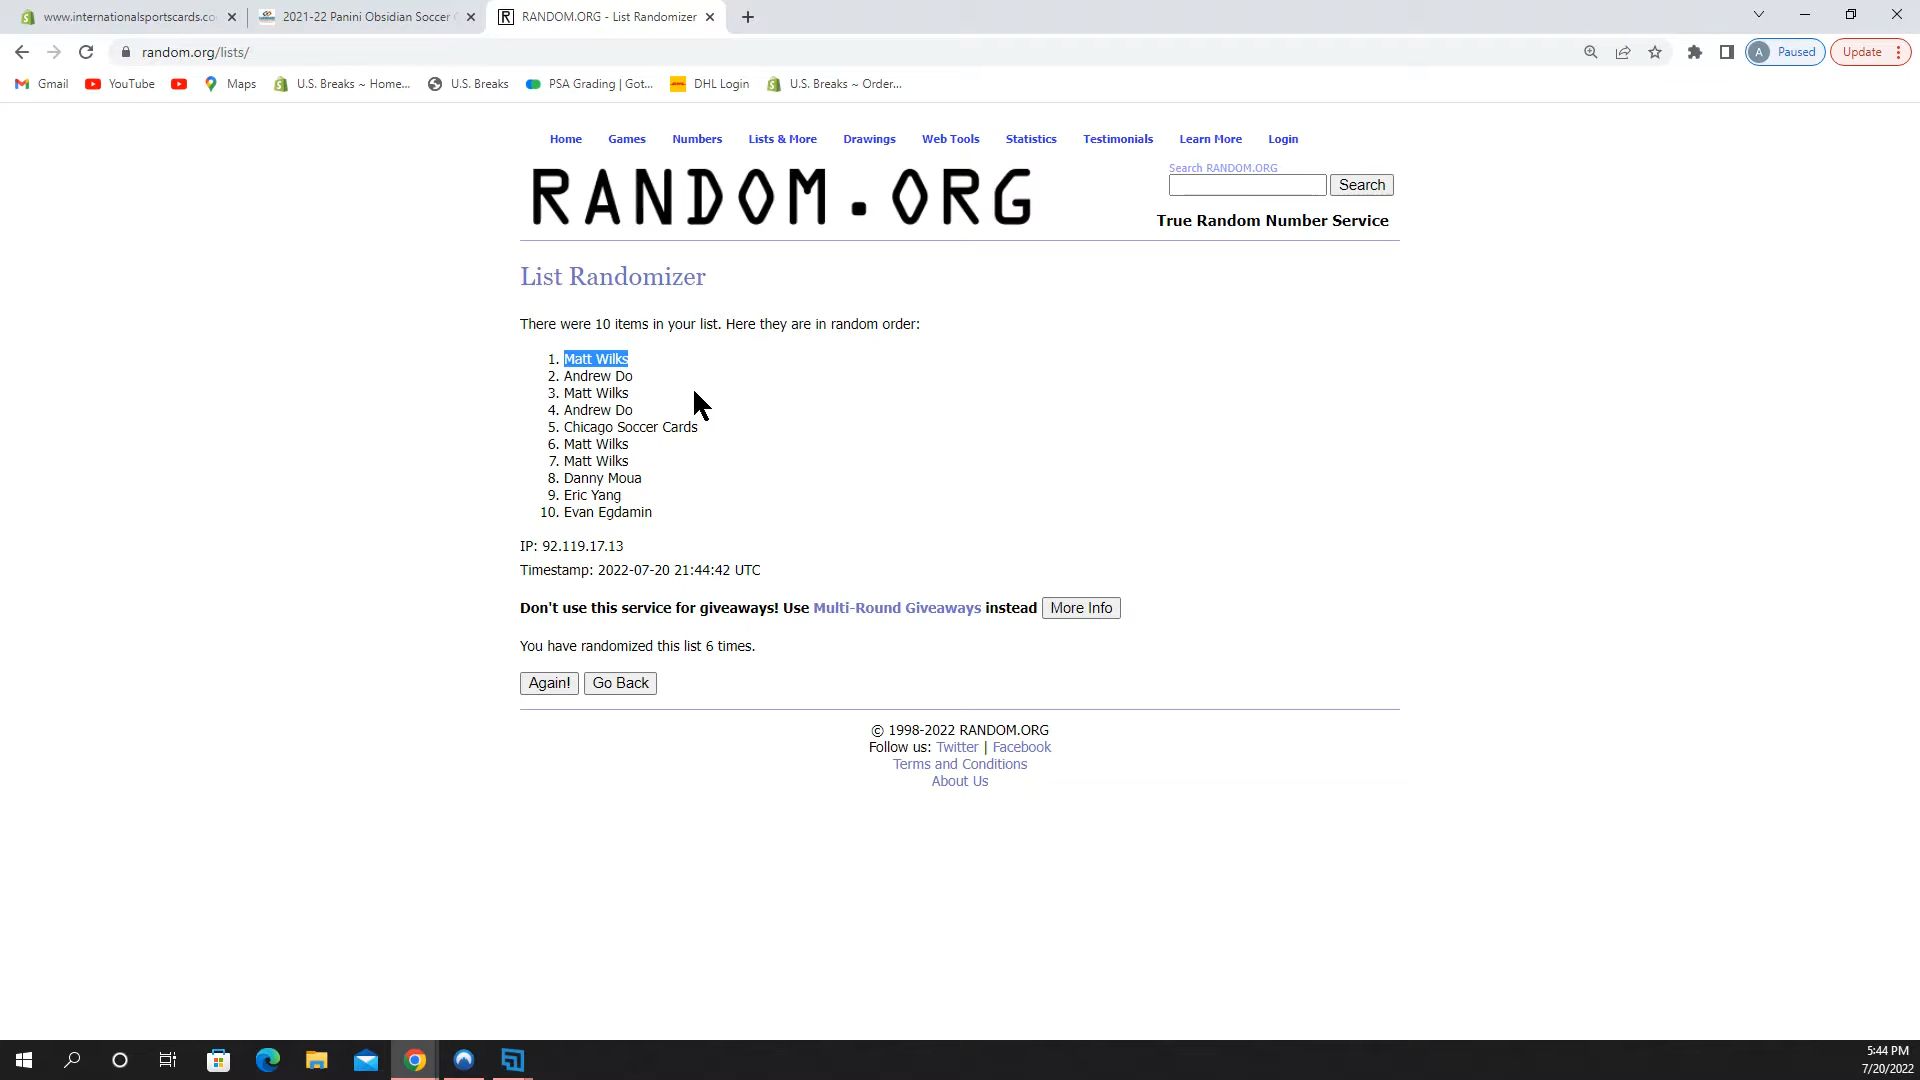 www.internationalsportscards.co
2021-22 Panini Obsidian Soccer
RANDOM.ORG - List Randomizer
random.org/lists/
A Paused
Update
Gmail
YouTube
Maps
U.S. Breaks ~ Home...
U.S. Breaks
PSA Grading | Got...
DHL Login
U.S. Breaks ~ Order...
Home Games Numbers Lists & More Drawings Web Tools Statistics Testimonials Learn More Login
RANDOM.ORG
Search RANDOM.ORG
Search
True Random Number Service
List Randomizer
There were 10 items in your list. Here they are in random order:
1. Matt Wilks
2. Andrew Do
3. Matt Wilks
4. Andrew Do
5. Chicago Soccer Cards
6. Matt Wilks
7. Matt Wilks
8. Danny Moua
9. Eric Yang
10. Evan Egdamin
IP: 92.119.17.13
Timestamp: 2022-07-20 21:44:42 UTC
Don't use this service for giveaways! Use Multi-Round Giveaways instead More Info
You have randomized this list 6 times.
Again! Go Back
© 1998-2022 RANDOM.ORG
Follow us: Twitter | Facebook
Terms and Conditions
About Us
5:44 PM
7/20/2022